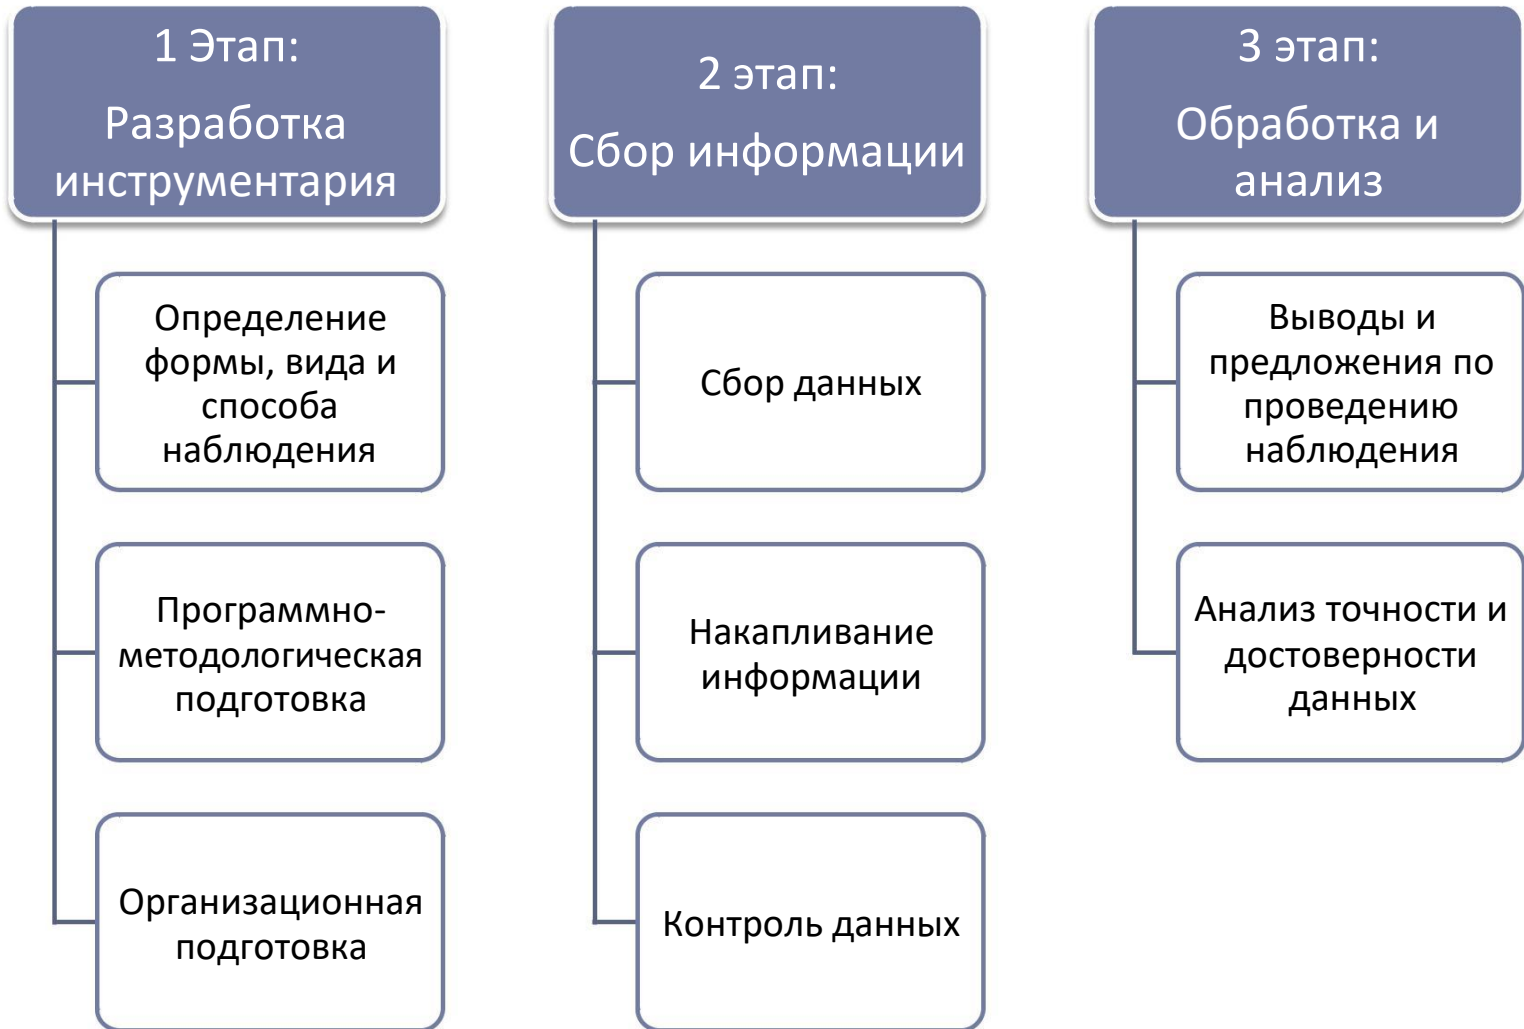 1 Этап:
Разработка
инструментария
Определение
формы, вида и
способа
наблюдения
Программно-
методологическая
подготовка
Организационная
подготовка
2 этап:
Сбор информации
Сбор данных
Накапливание
информации
Контроль данных
3 этап:
Обработка и
анализ
Выводы и
предложения по
проведению
наблюдения
Анализ точности и
достоверности
данных